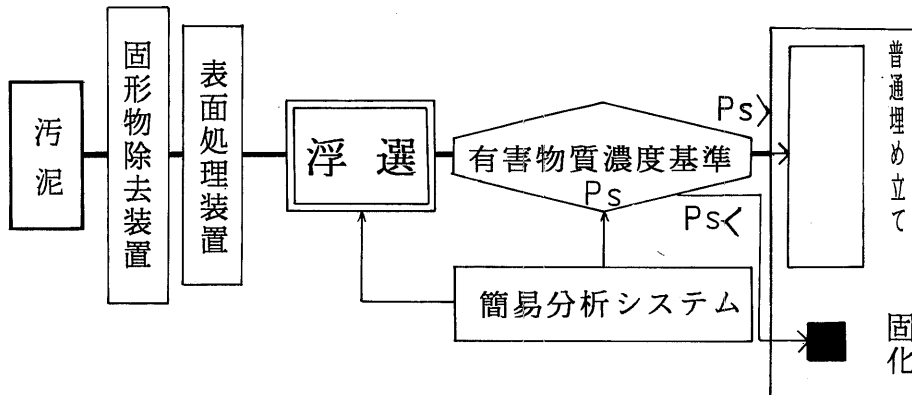 汚泥
固形物除去装置
表面処理装置
浮選
有害物質濃度基準
Ps
Ps>
Ps<
簡易分析システム
普通埋め立て
固化